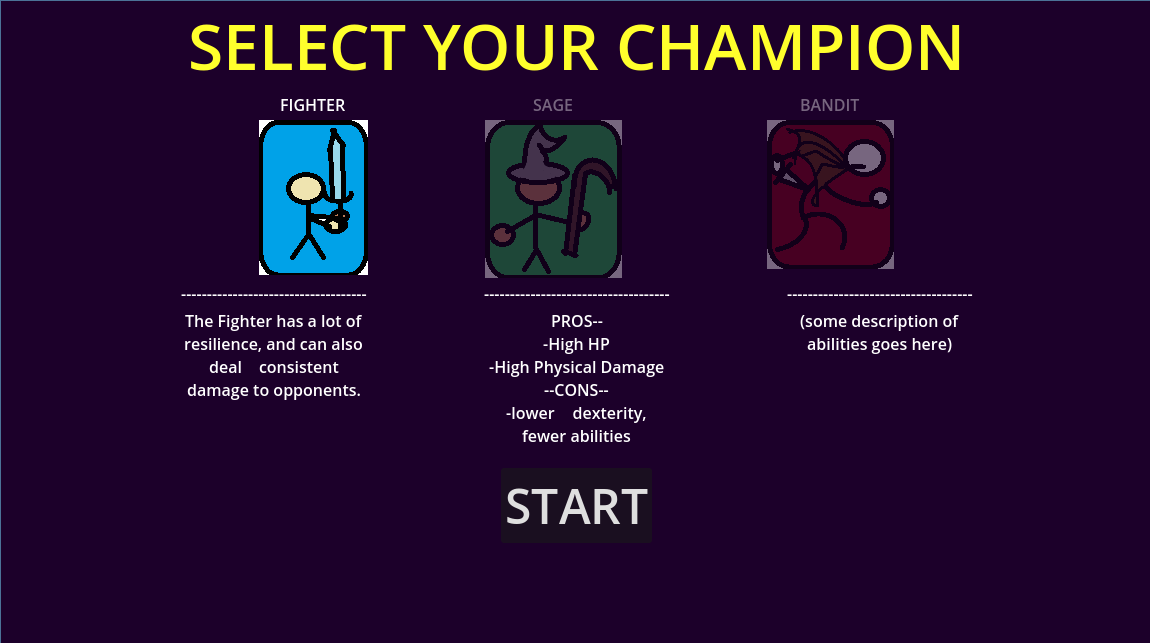 SELECT YOUR CHAMPION
FIGHTER
SAGE
BANDIT
------------------------------------
The Fighter has a lot of
resilience, and can also
deal    consistent
damage to opponents.
------------------------------------
PROS--
-High HP
-High Physical Damage
--CONS--
-lower    dexterity,
fewer abilities
------------------------------------
(some description of
abilities goes here)
START